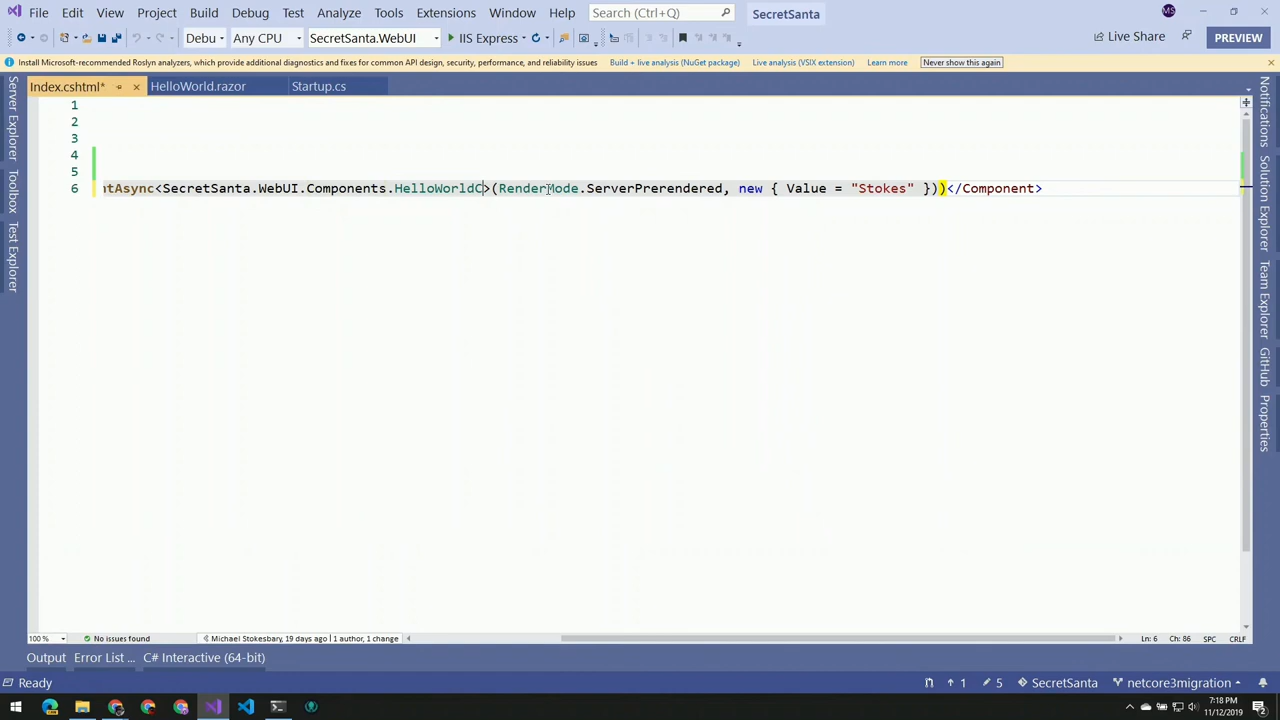 File Edit View Project Build Debug Test Analyze Tools Extensions Window Help Search (Ctrl+Q) SecretSanta MS
Debu Any CPU SecretSanta.WebUI IIS Express Live Share PREVIEW
Install Microsoft-recommended Roslyn analyzers, which provide additional diagnostics and fixes for common API design, security, performance, and reliability issues Build + live analysis (NuGet package) Live analysis (VSIX extension) Learn more Never show this again
Index.cshtml* HelloWorld.razor Startup.cs
1
2
3
4
5
6 ntAsync<SecretSanta.WebUI.Components.HelloWorldC>(RenderMode.ServerPrerendered, new { Value = "Stokes" }))</Component>
Server Explorer
Toolbox
Test Explorer
Notifications
Solution Explorer
Team Explorer
GitHub
Properties
100 % No issues found Michael Stokesbary, 19 days ago | 1 author, 1 change Ln: 6 Ch: 86 SPC CRLF
Output Error List ... C# Interactive (64-bit)
Ready 1 5 SecretSanta netcore3migration
7:18 PM
11/12/2019
2